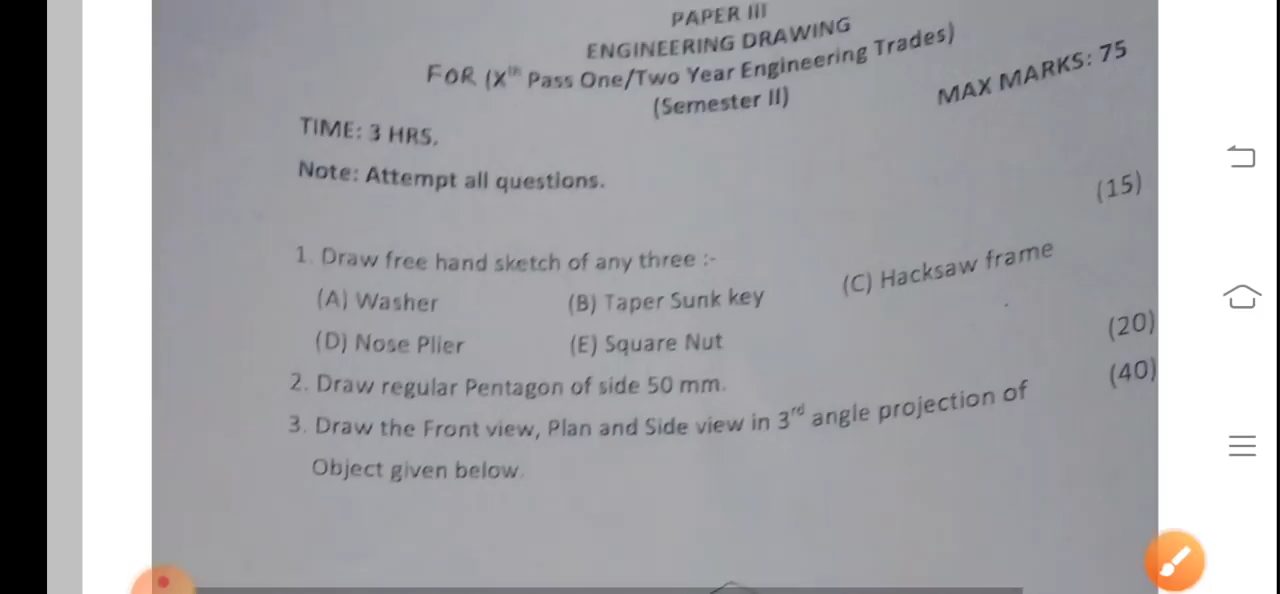 PAPER III
ENGINEERING DRAWING
FOR (Xth Pass One/Two Year Engineering Trades)
(Semester II)
MAX MARKS: 75
TIME: 3 HRS.
Note: Attempt all questions.
(15)
1. Draw free hand sketch of any three :-
(A) Washer (B) Taper Sunk key (C) Hacksaw frame
(D) Nose Plier (E) Square Nut
(20)
2. Draw regular Pentagon of side 50 mm.
(40)
3. Draw the Front view, Plan and Side view in 3rd angle projection of
Object given below.